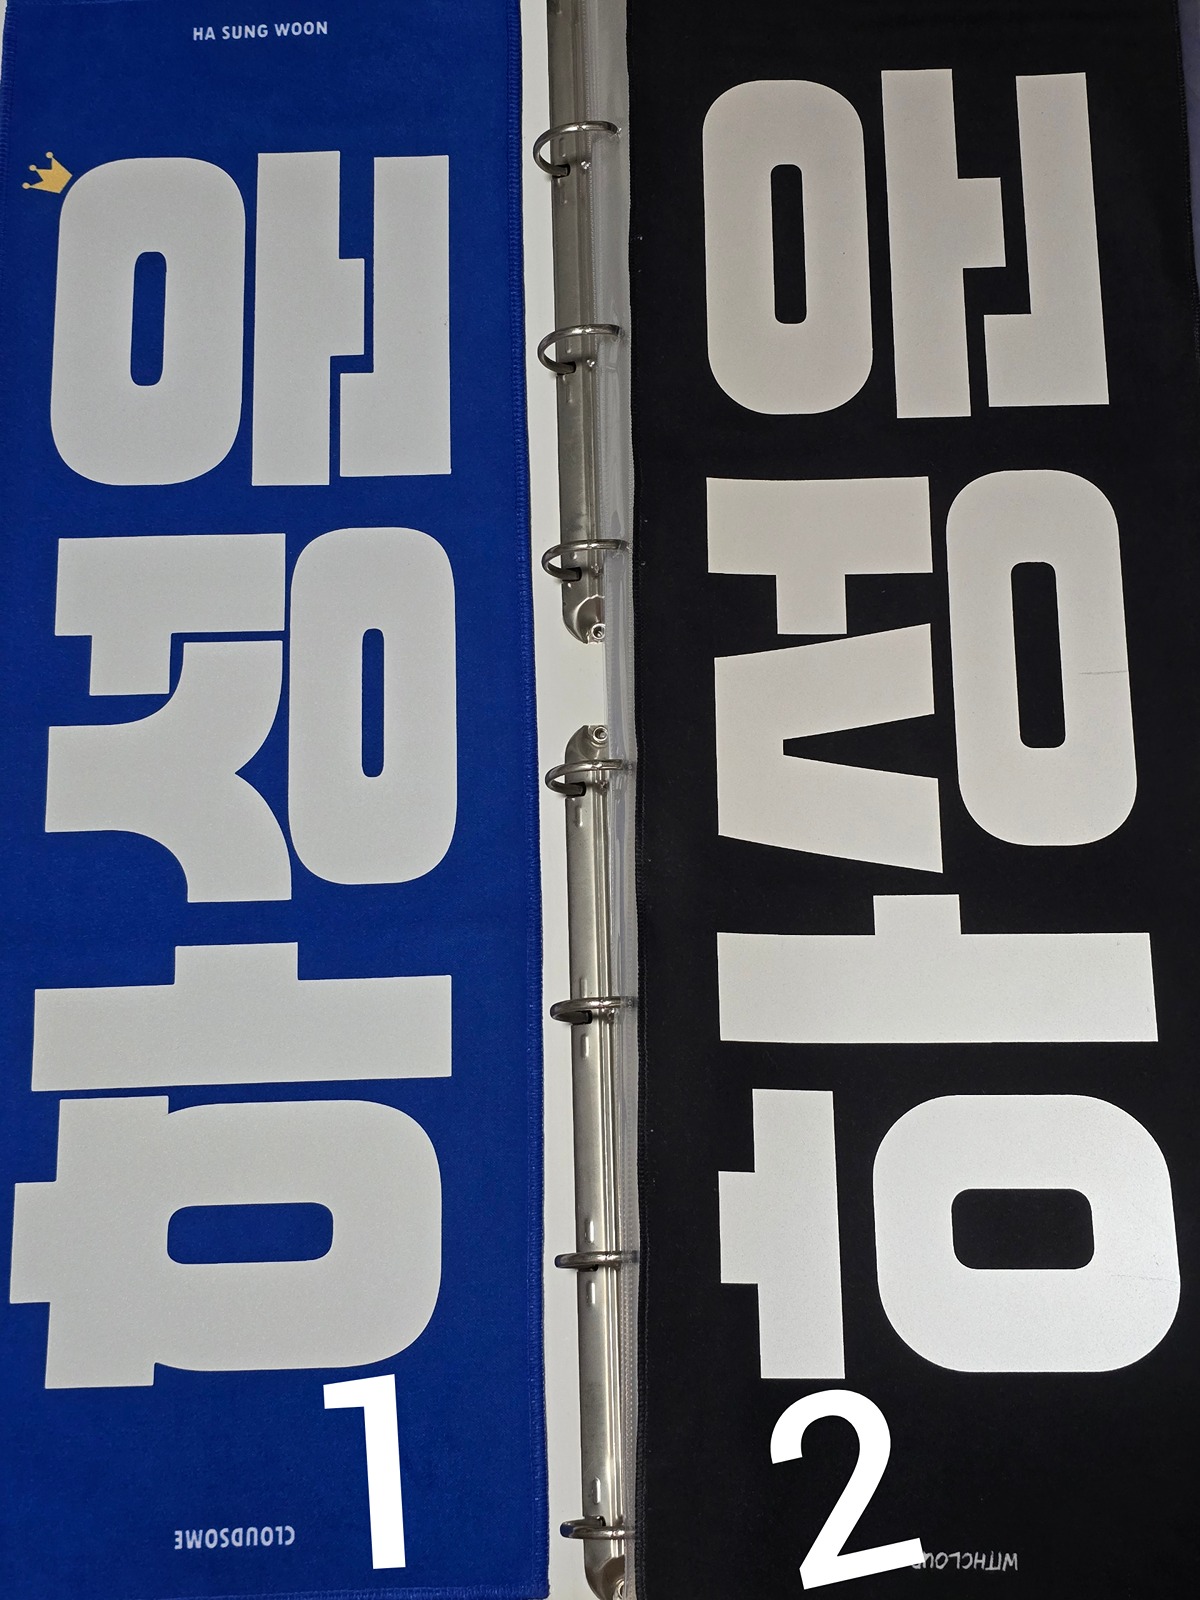 HA SUNG WOON
하성운
CLOUDSOME
1
하성운
WITHCLOUD
2